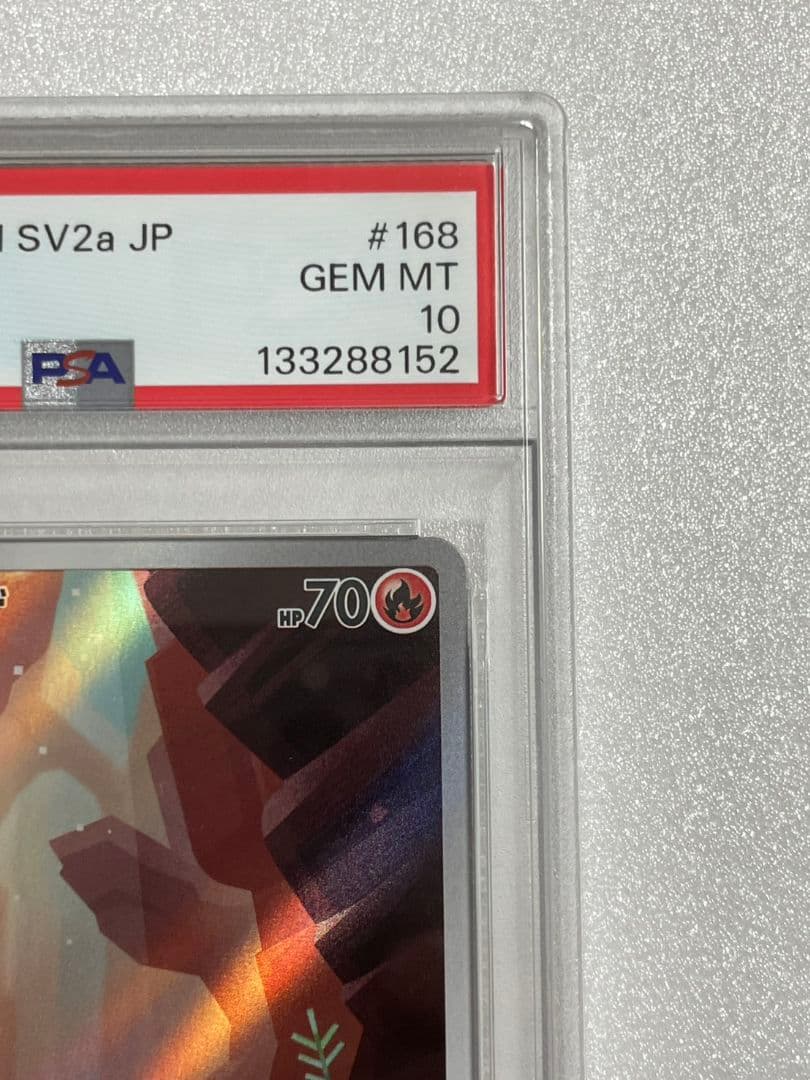 SV2a JP #168
GEM MT
10
PSA 133288152
HP70